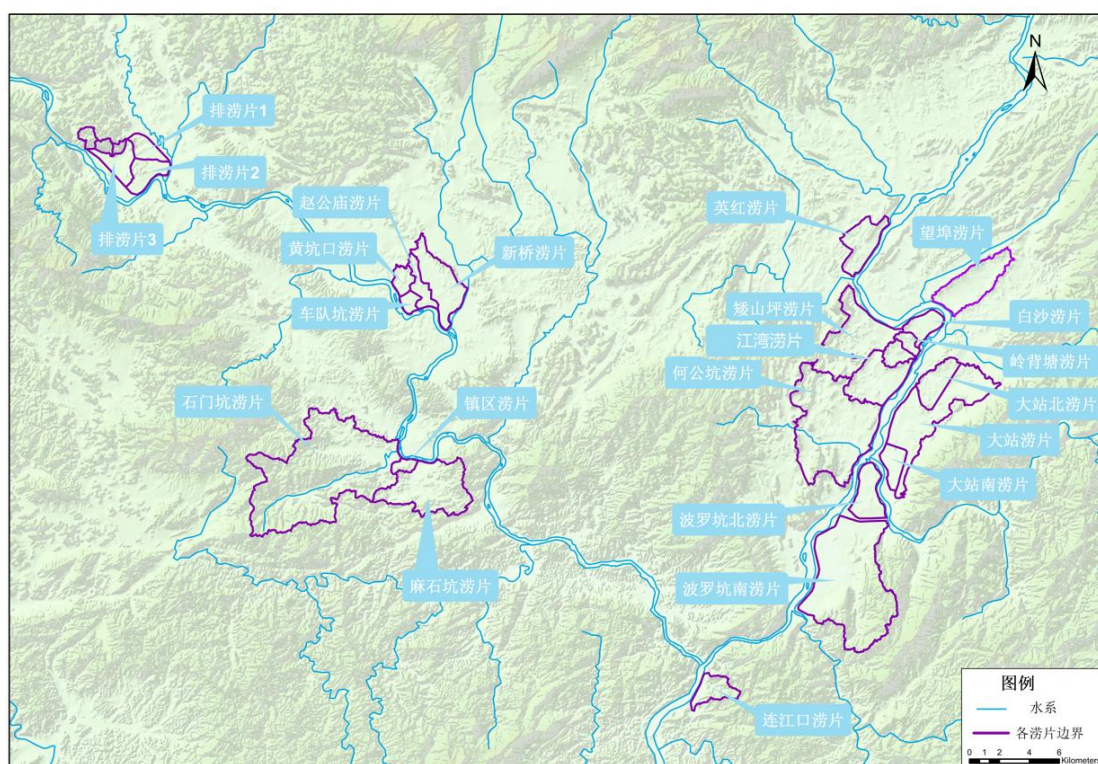 N
排涝片1
排涝片2
排涝片3
赵公庙涝片
黄坑口涝片
新桥涝片
车队坑涝片
英红涝片
望埠涝片
矮山坪涝片
白沙涝片
江湾涝片
岭背塘涝片
何公坑涝片
大站北涝片
石门坑涝片
镇区涝片
大站涝片
大站南涝片
波罗坑北涝片
麻石坑涝片
波罗坑南涝片
连江口涝片
图例
水系
各涝片边界
0 1 2 4 6
Kilometers